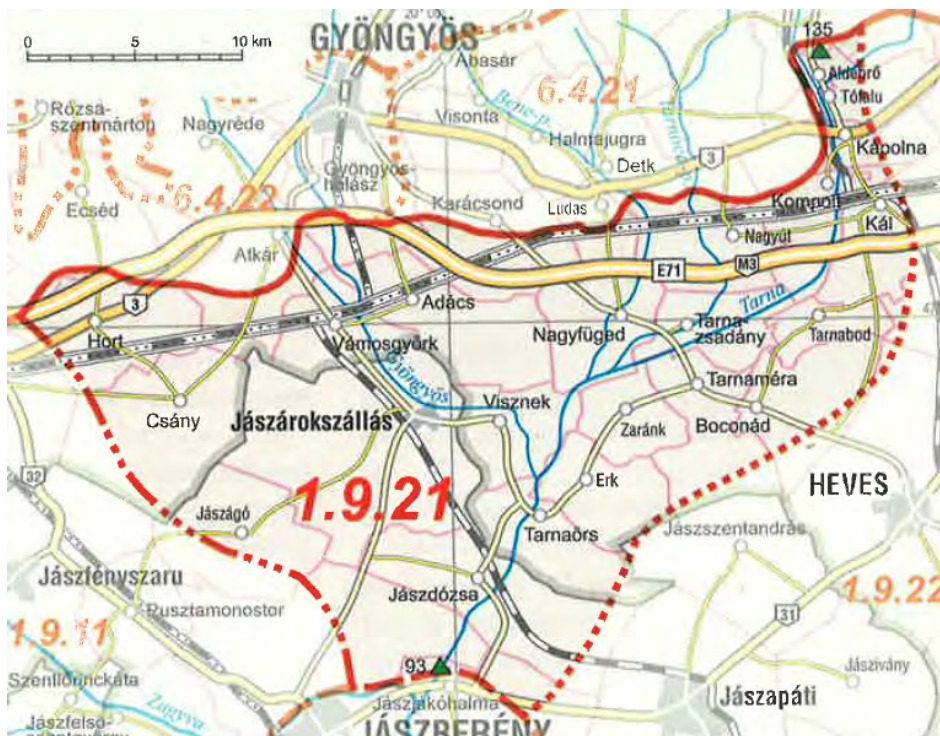 0 5 10 km
20° 00'
GYÖNGYÖS
135
Abasár
Aldebrő
Tófalu
6.4.21
Rózsa-
szentmárton
Nagyréde
Visonta
Bene-p.
Halmajugra
Kápolna
Detk
3
Gyöngyös-
halász
6.4.22
Ecséd
Karácsond
Ludas
Kompolt
Kál
Nagyút
Atkár
E71
M3
3
Adács
Tarna
Hort
Vámosgyörk
Nagyfüged
Tarna-
zsadány
Tarnabod
Gyöngyös
Tarnaméra
Csány
Jászárokszállás
Visznek
Zaránk
Boconád
32
Erk
HEVES
1.9.21
Jászágó
Tarnaörs
Jászszentandrás
Jászfényszaru
Jászdózsa
1.9.22
Pusztamonostor
31
1.9.11
93
Jászivány
Szentlőrinckáta
Jászapáti
Jászjákóhalma
Zagyva
Jászfelső-
szentgyörgy
JÁSZBERÉNY